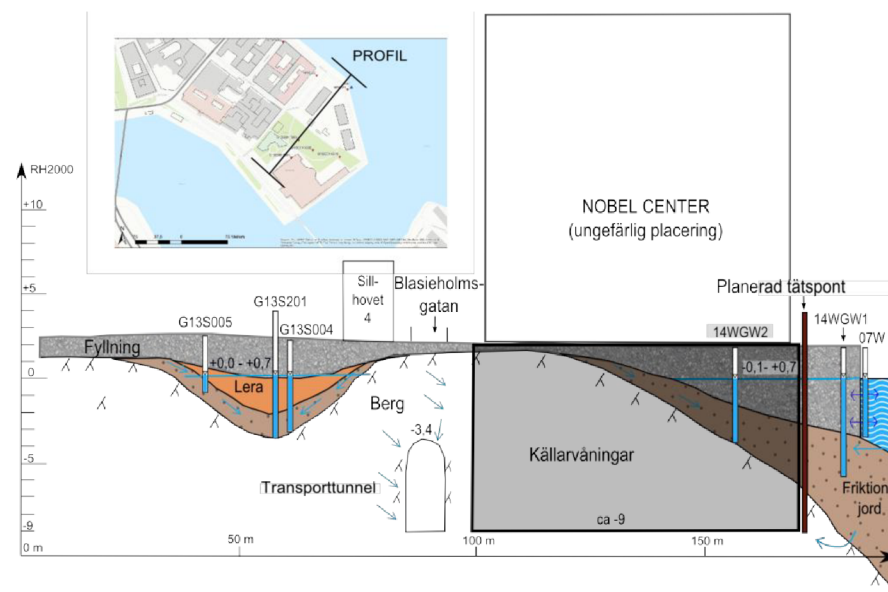 PROFIL
RH2000
+10
+5
0
-5
-9
0 m
50 m
100 m
150 m
NOBEL CENTER
(ungefärlig placering)
Sill-
hovet
4
Blasieholms-
gatan
Planerad tätspont
G13S005
G13S201
G13S004
14WGW2
14WGW1
07W
Fyllning
+0,0 - +0,7
-0,1- +0,7
Lera
Berg
-3,4
Transporttunnel
Källarvåningar
ca -9
Friktion
jord.